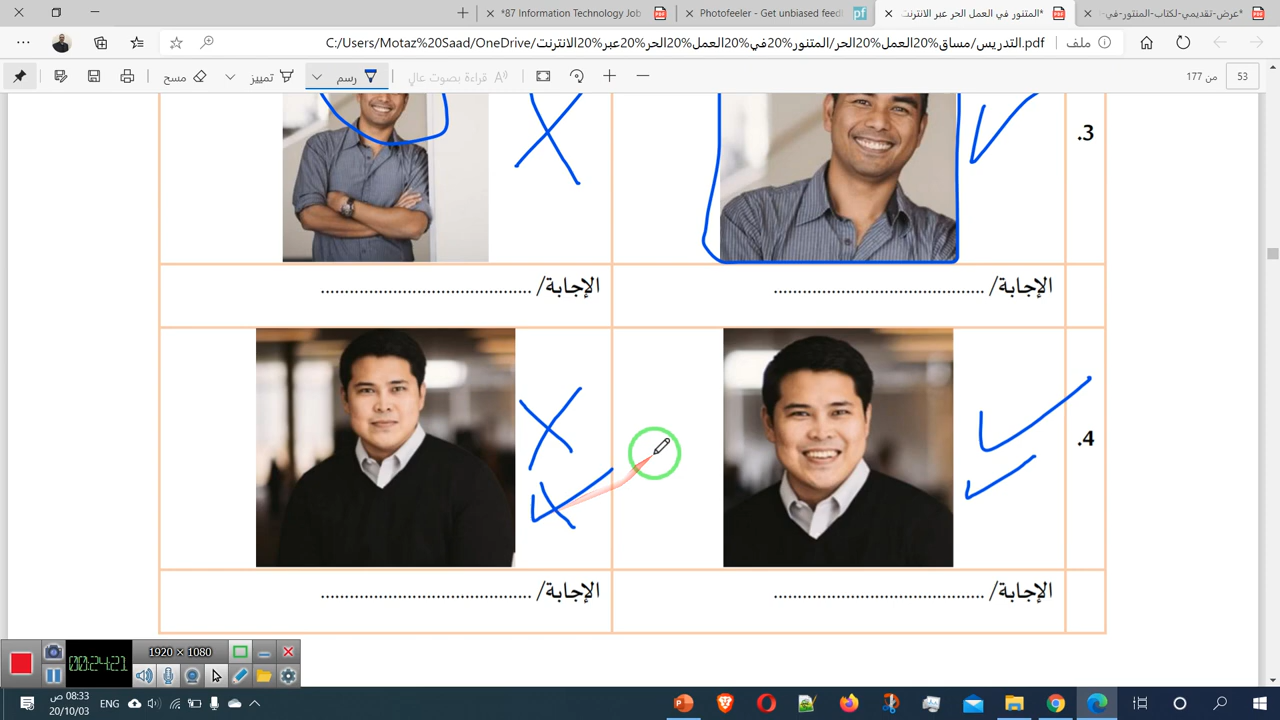 *87 Information Technology Job
Photofeeler - Get unbiased feedl
*المتنور في العمل الحر عبر الانترنت
*عرض-تقديمي-لكتاب-المنثور-في-
C:/Users/Motaz%20Saad/OneDrive/التدريس/مساق%20العمل%20الحر/المتنور%20في%20العمل%20الحر%20عبر%20الانترنت.pdf
ملف
مسح
تمييز
رسم
قراءة بصوت عالٍ
من 177
53
.3
الإجابة/ ..........................................
الإجابة/ ..........................................
.4
الإجابة/ ..........................................
الإجابة/ ..........................................
1920 × 1080
00:24:21
08:33 ص
20/10/03
ENG